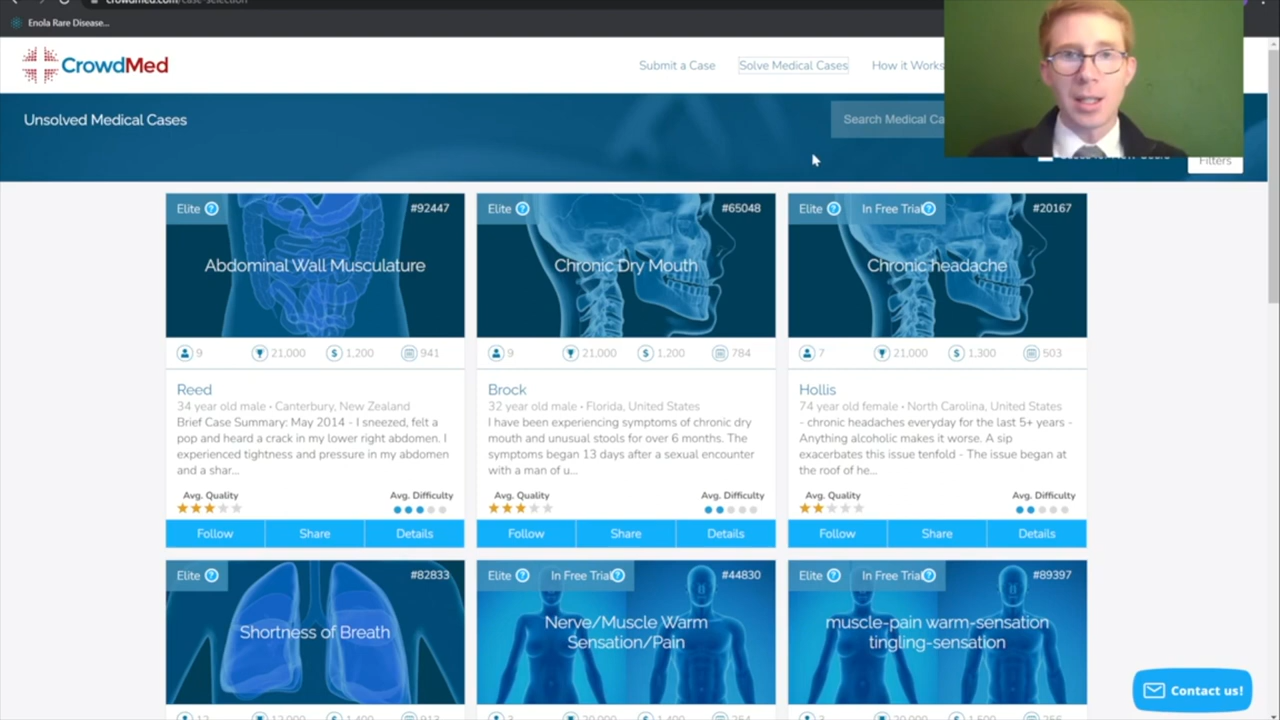 crowdmed.com/case-selection
Enola Rare Disease...
CrowdMed
Submit a Case
Solve Medical Cases
How it Works
Unsolved Medical Cases
Search Medical Ca
Filters
Elite ?
#92447
Abdominal Wall Musculature
9
21,000
$ 1,200
941
Reed
34 year old male • Canterbury, New Zealand
Brief Case Summary: May 2014 - I sneezed, felt a
pop and heard a crack in my lower right abdomen. I
experienced tightness and pressure in my abdomen
and a shar...
Avg. Quality
Avg. Difficulty
Follow
Share
Details
Elite ?
#65048
Chronic Dry Mouth
9
21,000
$ 1,200
784
Brock
32 year old male • Florida, United States
I have been experiencing symptoms of chronic dry
mouth and unusual stools for over 6 months. The
symptoms began 13 days after a sexual encounter
with a man of u...
Avg. Quality
Avg. Difficulty
Follow
Share
Details
Elite ?
In Free Trial ?
#20167
Chronic headache
7
21,000
$ 1,300
503
Hollis
74 year old female • North Carolina, United States
- chronic headaches everyday for the last 5+ years -
Anything alcoholic makes it worse. A sip
exacerbates this issue tenfold - The issue began at
the roof of he...
Avg. Quality
Avg. Difficulty
Follow
Share
Details
Elite ?
#82833
Shortness of Breath
Elite ?
In Free Trial ?
#44830
Nerve/Muscle Warm
Sensation/Pain
Elite ?
In Free Trial ?
#89397
muscle-pain warm-sensation
tingling-sensation
Contact us!